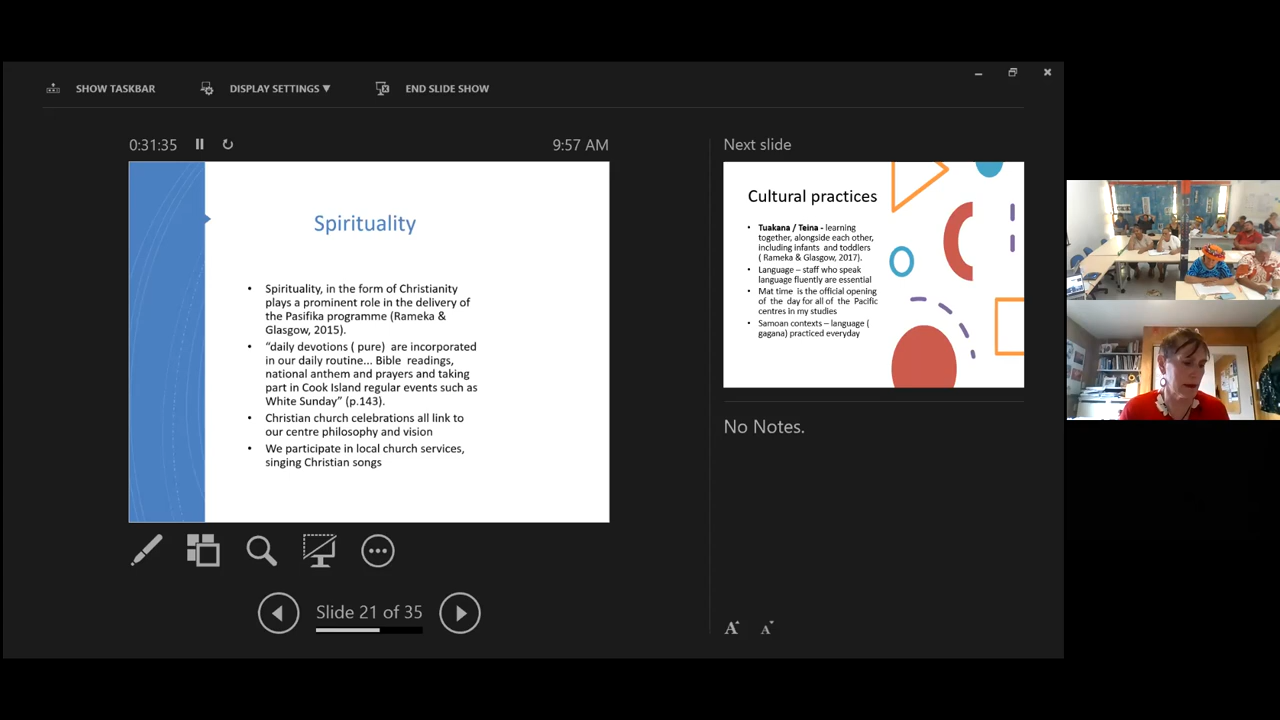 SHOW TASKBAR
DISPLAY SETTINGS ▼
END SLIDE SHOW
0:31:35
9:57 AM
Spirituality
• Spirituality, in the form of Christianity
plays a prominent role in the delivery of
the Pasifika programme (Rameka &
Glasgow, 2015).
• “daily devotions ( pure)  are incorporated
in our daily routine... Bible  readings,
national anthem and prayers and taking
part in Cook Island regular events such as
White Sunday” (p.143).
• Christian church celebrations all link to
our centre philosophy and vision
• We participate in local church services,
singing Christian songs
Slide 21 of 35
Next slide
Cultural practices
• Tuakana / Teina - learning
together, alongside each other,
including infants  and toddlers
( Rameka & Glasgow, 2017).
• Language – staff who speak
language fluently are essential
• Mat time  is the official opening
of  the  day for all of  the  Pacific
centres in my studies
• Samoan contexts – language (
gagana) practiced everyday
No Notes.
A A